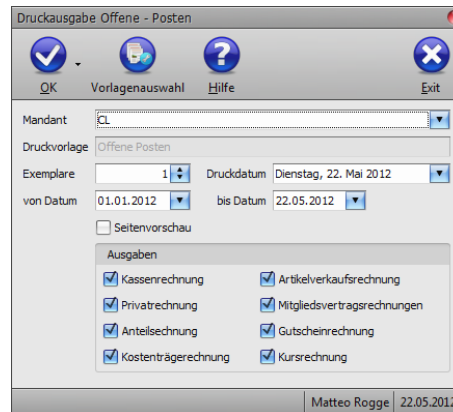 Druckausgabe Offene - Posten
OK Vorlagenauswahl Hilfe Exit
Mandant CL
Druckvorlage Offene Posten
Exemplare 1 Druckdatum Dienstag, 22. Mai 2012
von Datum 01.01.2012 bis Datum 22.05.2012
Seitenvorschau
Ausgaben
Kassenrechnung Artikelverkaufsrechnung
Privatrechnung Mitgliedsvertragsrechnungen
Anteilsechnung Gutscheinrechnung
Kostenträgerechnung Kursrechnung
Matteo Rogge 22.05.2012